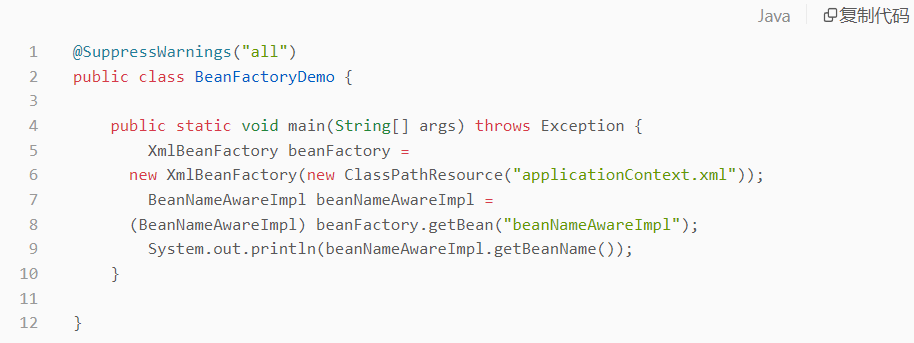 Java 复制代码
1 @SuppressWarnings("all")
2 public class BeanFactoryDemo {
3
4     public static void main(String[] args) throws Exception {
5         XmlBeanFactory beanFactory =
6       new XmlBeanFactory(new ClassPathResource("applicationContext.xml"));
7         BeanNameAwareImpl beanNameAwareImpl =
8       (BeanNameAwareImpl) beanFactory.getBean("beanNameAwareImpl");
9         System.out.println(beanNameAwareImpl.getBeanName());
10     }
11
12 }